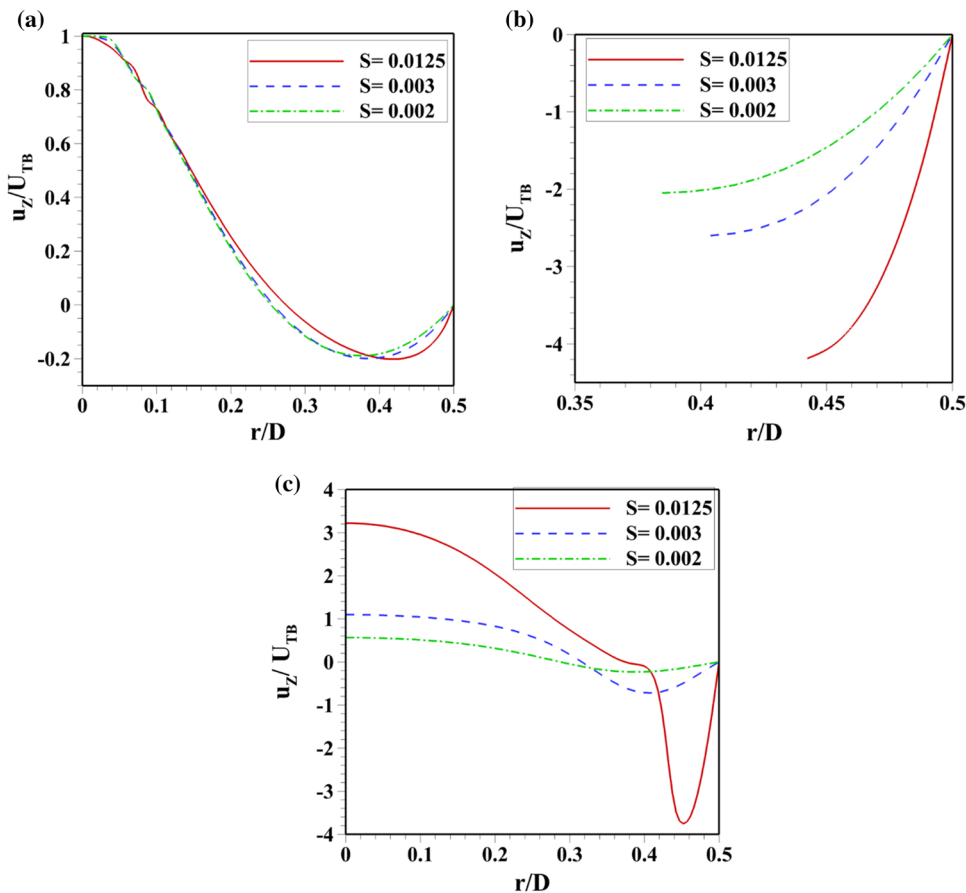 (a)
u_Z/U_TB
1
0.8
0.6
0.4
0.2
0
-0.2
0
0.1
0.2
0.3
0.4
0.5
r/D
S= 0.0125
S= 0.003
S= 0.002
(b)
u_Z/U_TB
0
-1
-2
-3
-4
0.35
0.4
0.45
0.5
r/D
S= 0.0125
S= 0.003
S= 0.002
(c)
u_Z/ U_TB
4
3
2
1
0
-1
-2
-3
-4
0
0.1
0.2
0.3
0.4
0.5
r/D
S= 0.0125
S= 0.003
S= 0.002